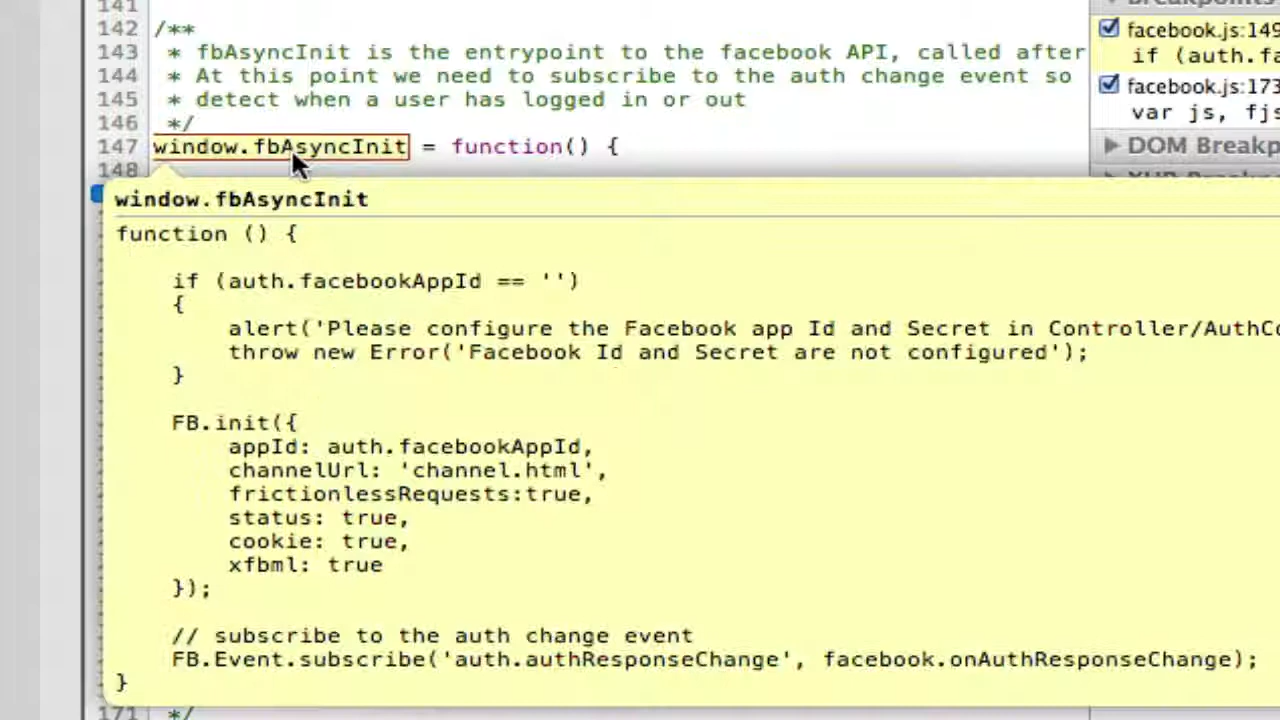 141
142 /**
143  * fbAsyncInit is the entrypoint to the facebook API, called after
144  * At this point we need to subscribe to the auth change event so
145  * detect when a user has logged in or out
146  */
147 window.fbAsyncInit = function() {
148
window.fbAsyncInit
function () {
if (auth.facebookAppId == '')
{
alert('Please configure the Facebook app Id and Secret in Controller/AuthCo
throw new Error('Facebook Id and Secret are not configured');
}
FB.init({
appId: auth.facebookAppId,
channelUrl: 'channel.html',
frictionlessRequests:true,
status: true,
cookie: true,
xfbml: true
});
// subscribe to the auth change event
FB.Event.subscribe('auth.authResponseChange', facebook.onAuthResponseChange);
}
171  */
Breakpoints
facebook.js:149
if (auth.fa
facebook.js:173
var js, fjs
DOM Breakp